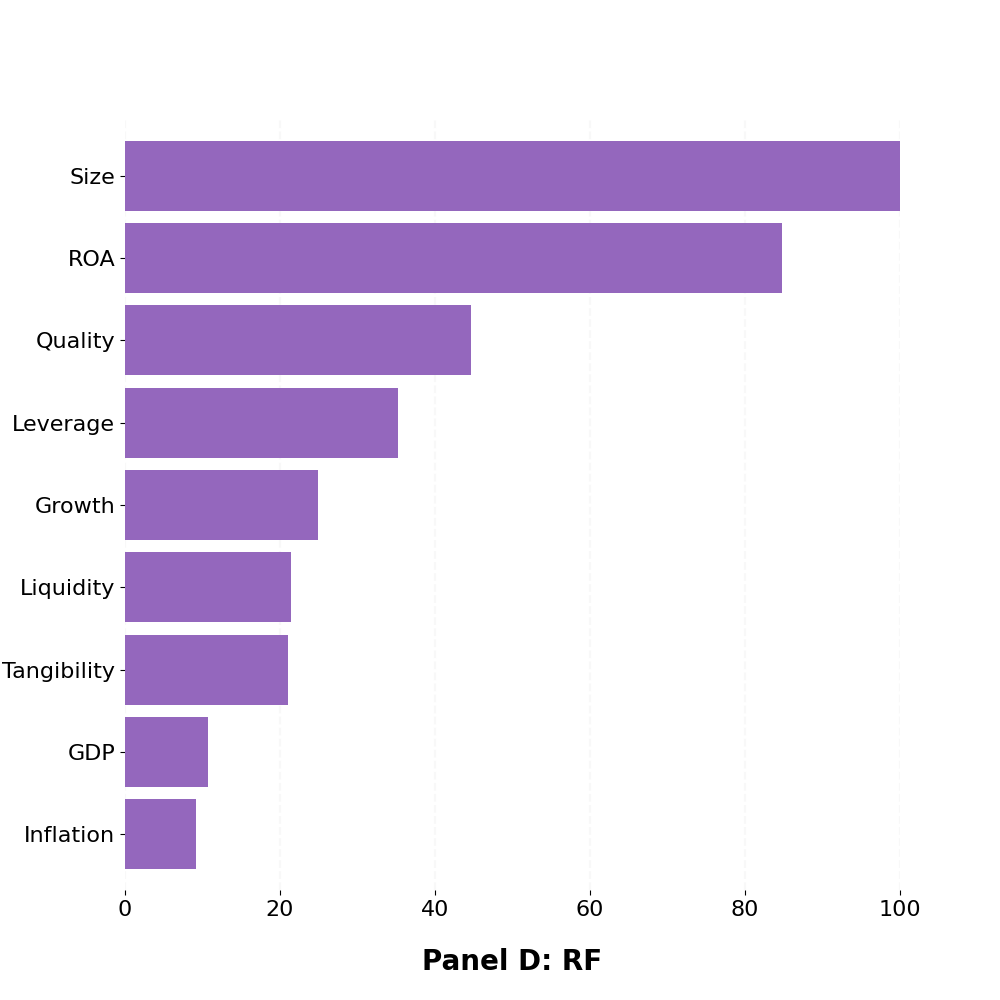 Size
ROA
Quality
Leverage
Growth
Liquidity
Tangibility
GDP
Inflation
0 20 40 60 80 100
Panel D: RF